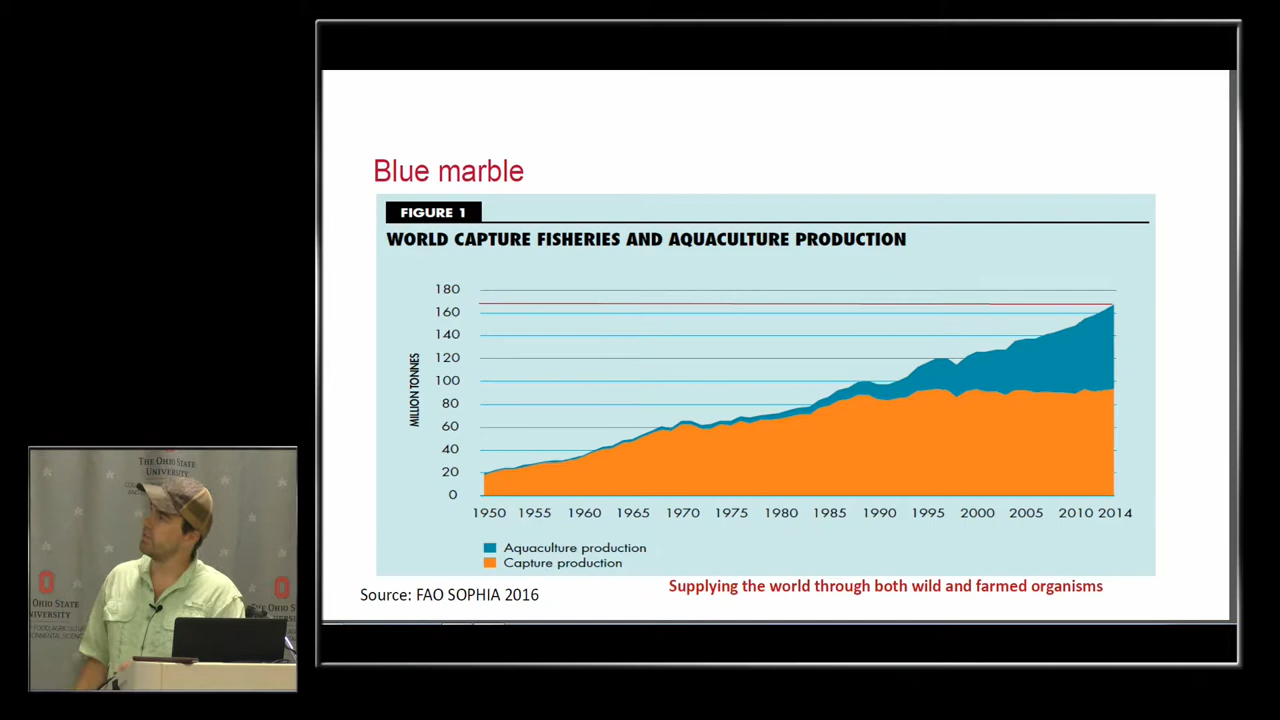 Blue marble
FIGURE 1
WORLD CAPTURE FISHERIES AND AQUACULTURE PRODUCTION
180
160
140
120
100
80
60
40
20
0
MILLION TONNES
1950 1955 1960 1965 1970 1975 1980 1985 1990 1995 2000 2005 2010 2014
Aquaculture production
Capture production
Supplying the world through both wild and farmed organisms
Source: FAO SOPHIA 2016
THE OHIO STATE
UNIVERSITY
OHIO STATE
UNIVERSITY